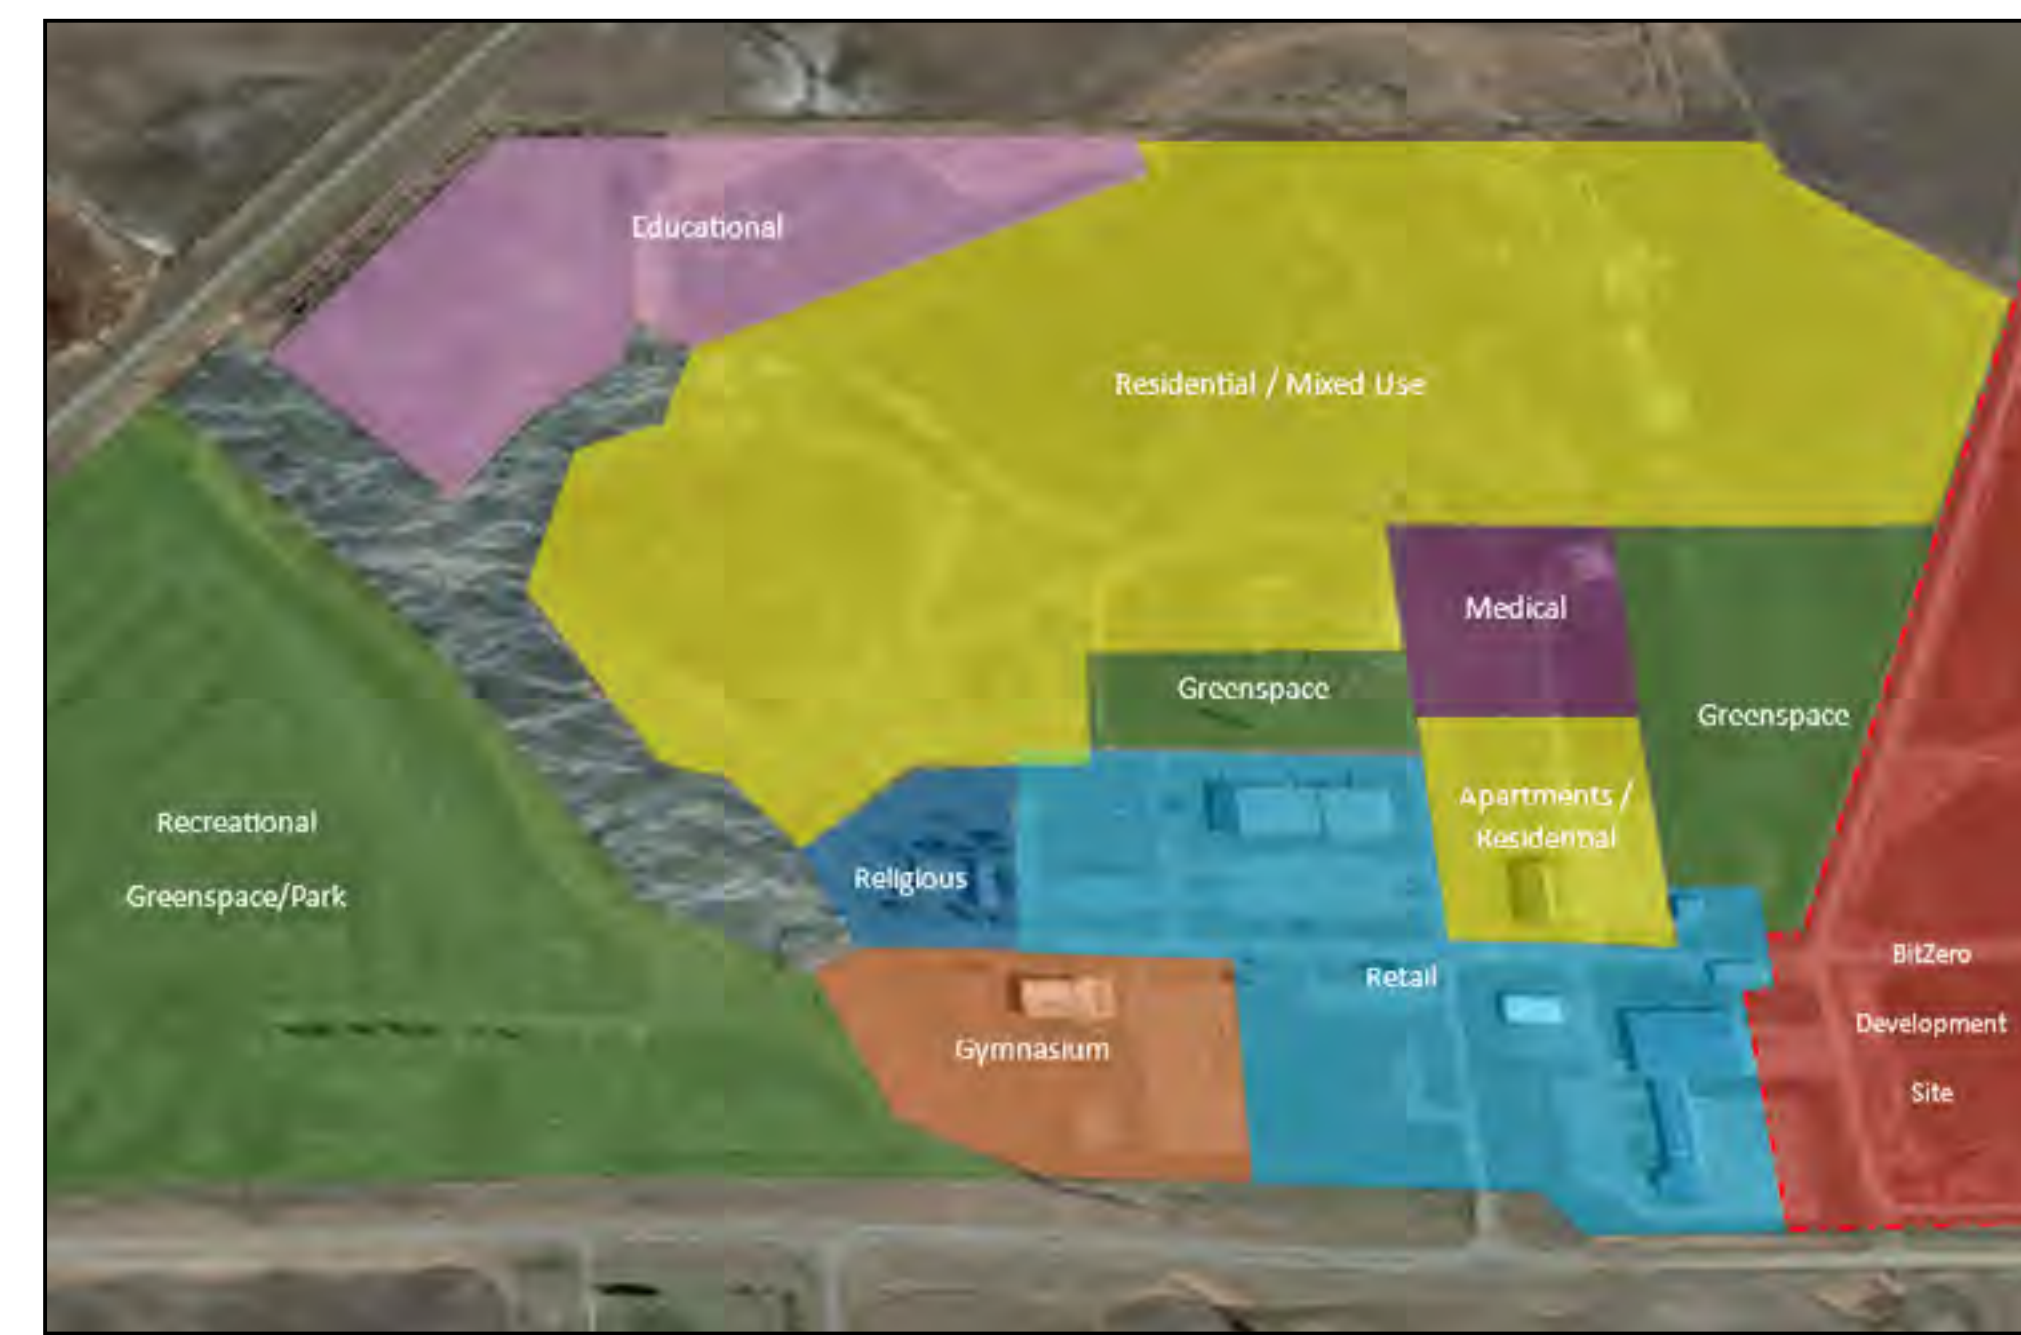 Educational
Residential / Mixed Use
Medical
Greenspace
Greenspace
Apartments /
Residential
Recreational
Greenspace/Park
Religious
Retail
Gymnasium
BitZero
Development
Site